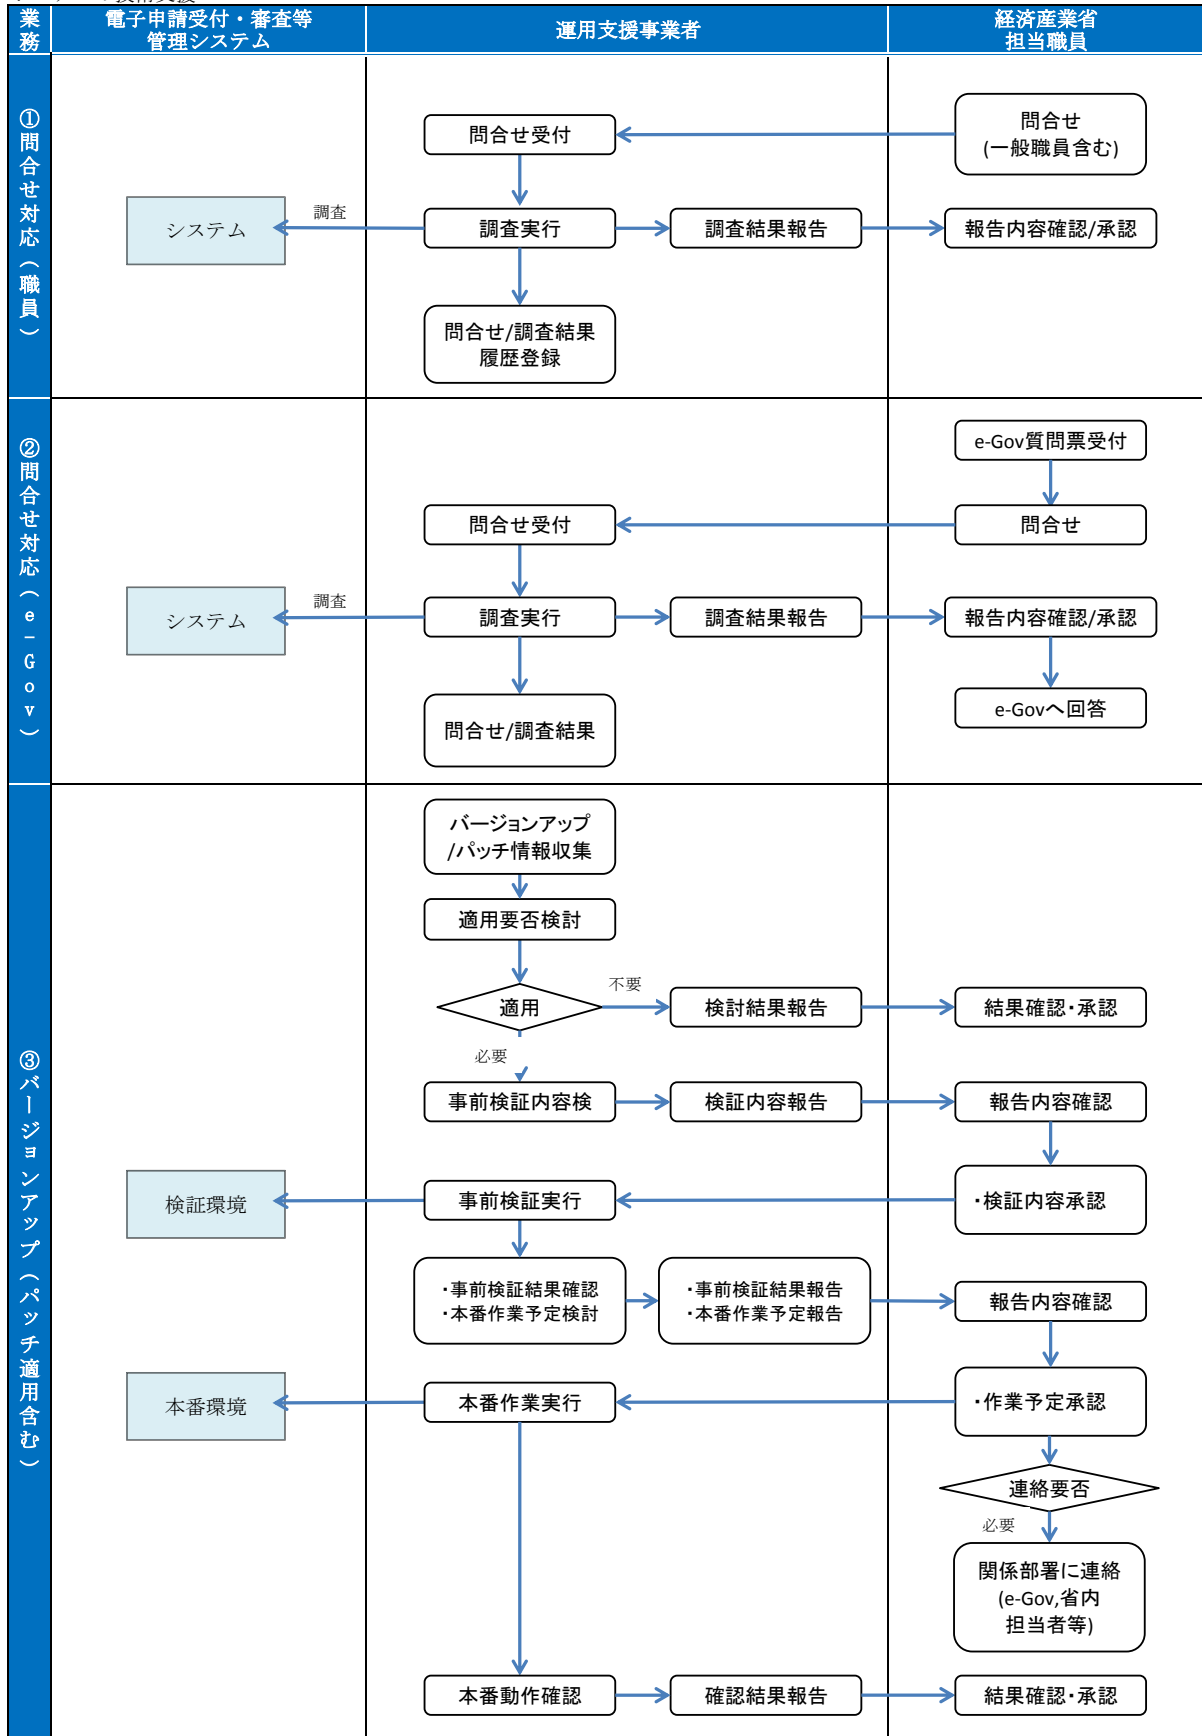 業務
電子申請受付・審査等
管理システム
運用支援事業者
経済産業省
担当職員
①問合せ対応（職員）
問合せ
(一般職員含む)
問合せ受付
システム
調査
調査実行
調査結果報告
報告内容確認/承認
問合せ/調査結果
履歴登録
②問合せ対応（e－Gov）
e-Gov質問票受付
問合せ受付
問合せ
システム
調査
調査実行
調査結果報告
報告内容確認/承認
問合せ/調査結果
e-Govへ回答
③バージョンアップ（パッチ適用含む）
バージョンアップ
/パッチ情報収集
適用要否検討
適用
不要
検討結果報告
結果確認・承認
必要
事前検証内容検
検証内容報告
報告内容確認
検証環境
事前検証実行
・検証内容承認
・事前検証結果確認
・本番作業予定検討
・事前検証結果報告
・本番作業予定報告
報告内容確認
本番環境
本番作業実行
・作業予定承認
連絡要否
必要
関係部署に連絡
(e-Gov,省内
担当者等)
本番動作確認
確認結果報告
結果確認・承認